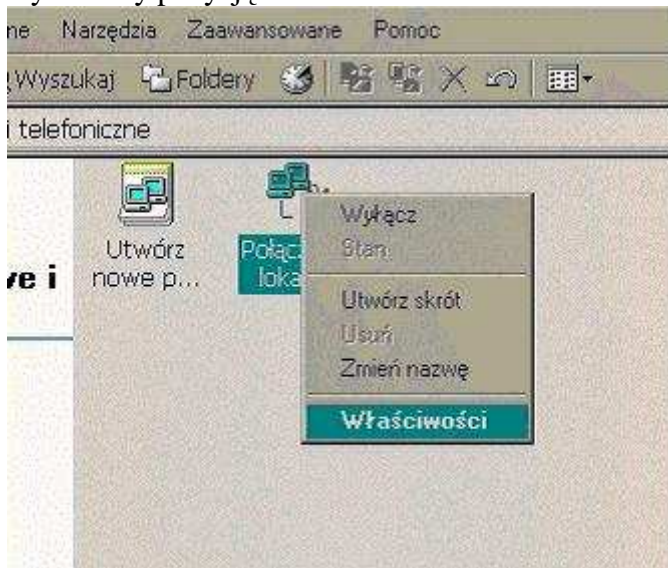 ne Narzędzia Zaawansowane Pomoc
Wyszukaj Foldery
i telefoniczne
Utwórz
nowe p...
Połącz
loka
ve i
Wyłącz
Stan
Utwórz skrót
Usuń
Zmień nazwę
Właściwości